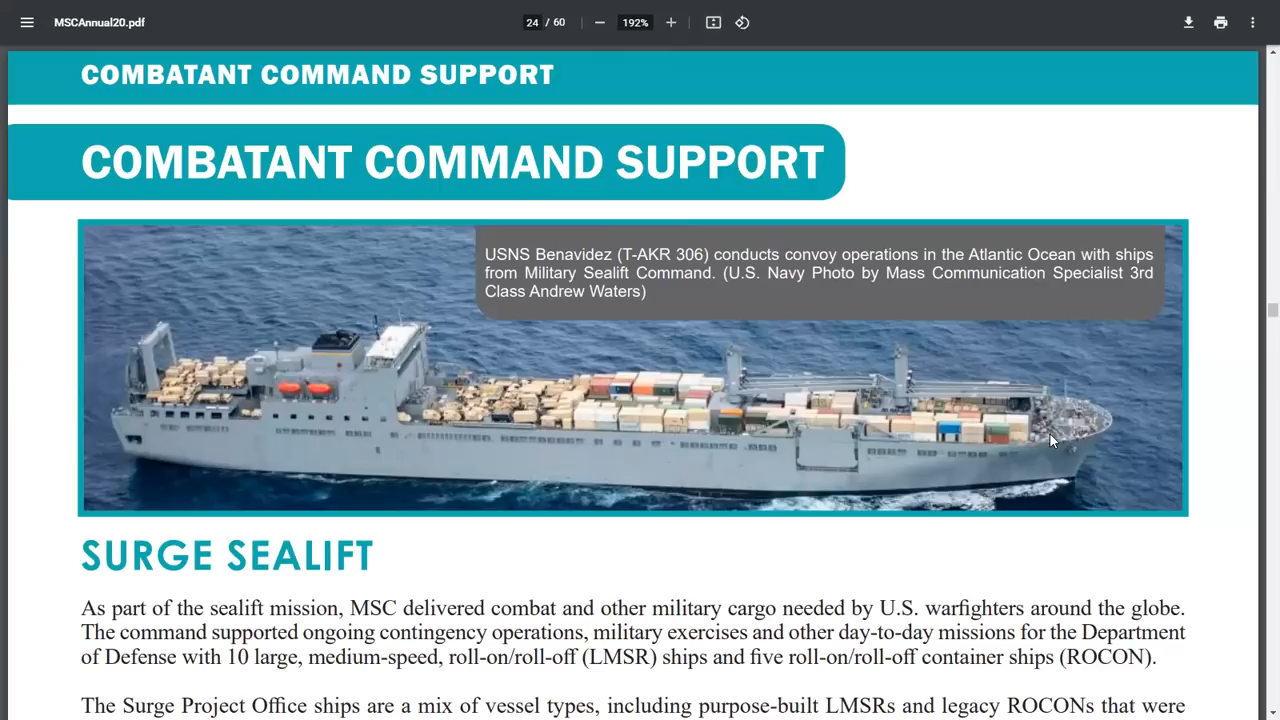 MSCAnnual20.pdf
24 / 60
192%
COMBATANT COMMAND SUPPORT
COMBATANT COMMAND SUPPORT
USNS Benavidez (T-AKR 306) conducts convoy operations in the Atlantic Ocean with ships
from Military Sealift Command. (U.S. Navy Photo by Mass Communication Specialist 3rd
Class Andrew Waters)
SURGE SEALIFT
As part of the sealift mission, MSC delivered combat and other military cargo needed by U.S. warfighters around the globe.
The command supported ongoing contingency operations, military exercises and other day-to-day missions for the Department
of Defense with 10 large, medium-speed, roll-on/roll-off (LMSR) ships and five roll-on/roll-off container ships (ROCON).
The Surge Project Office ships are a mix of vessel types, including purpose-built LMSRs and legacy ROCONs that were